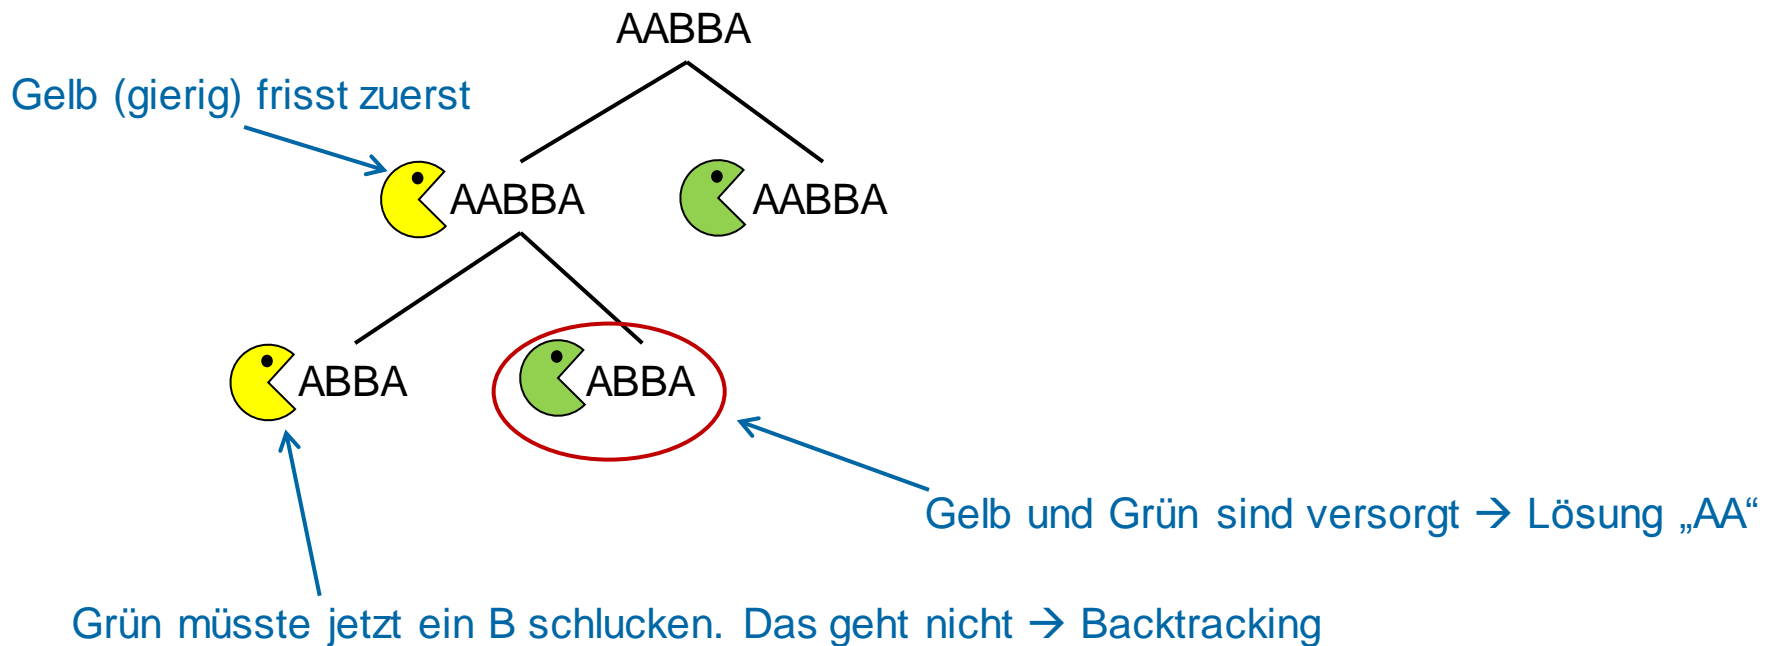 AABBA
Gelb (gierig) frisst zuerst
AABBA
AABBA
ABBA
ABBA
Gelb und Grün sind versorgt → Lösung „AA“
Grün müsste jetzt ein B schlucken. Das geht nicht → Backtracking